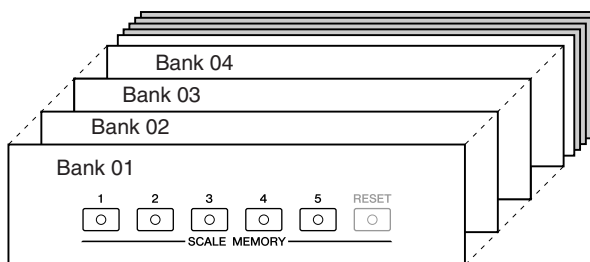 Bank 04
Bank 03
Bank 02
Bank 01
1 2 3 4 5 RESET
SCALE MEMORY